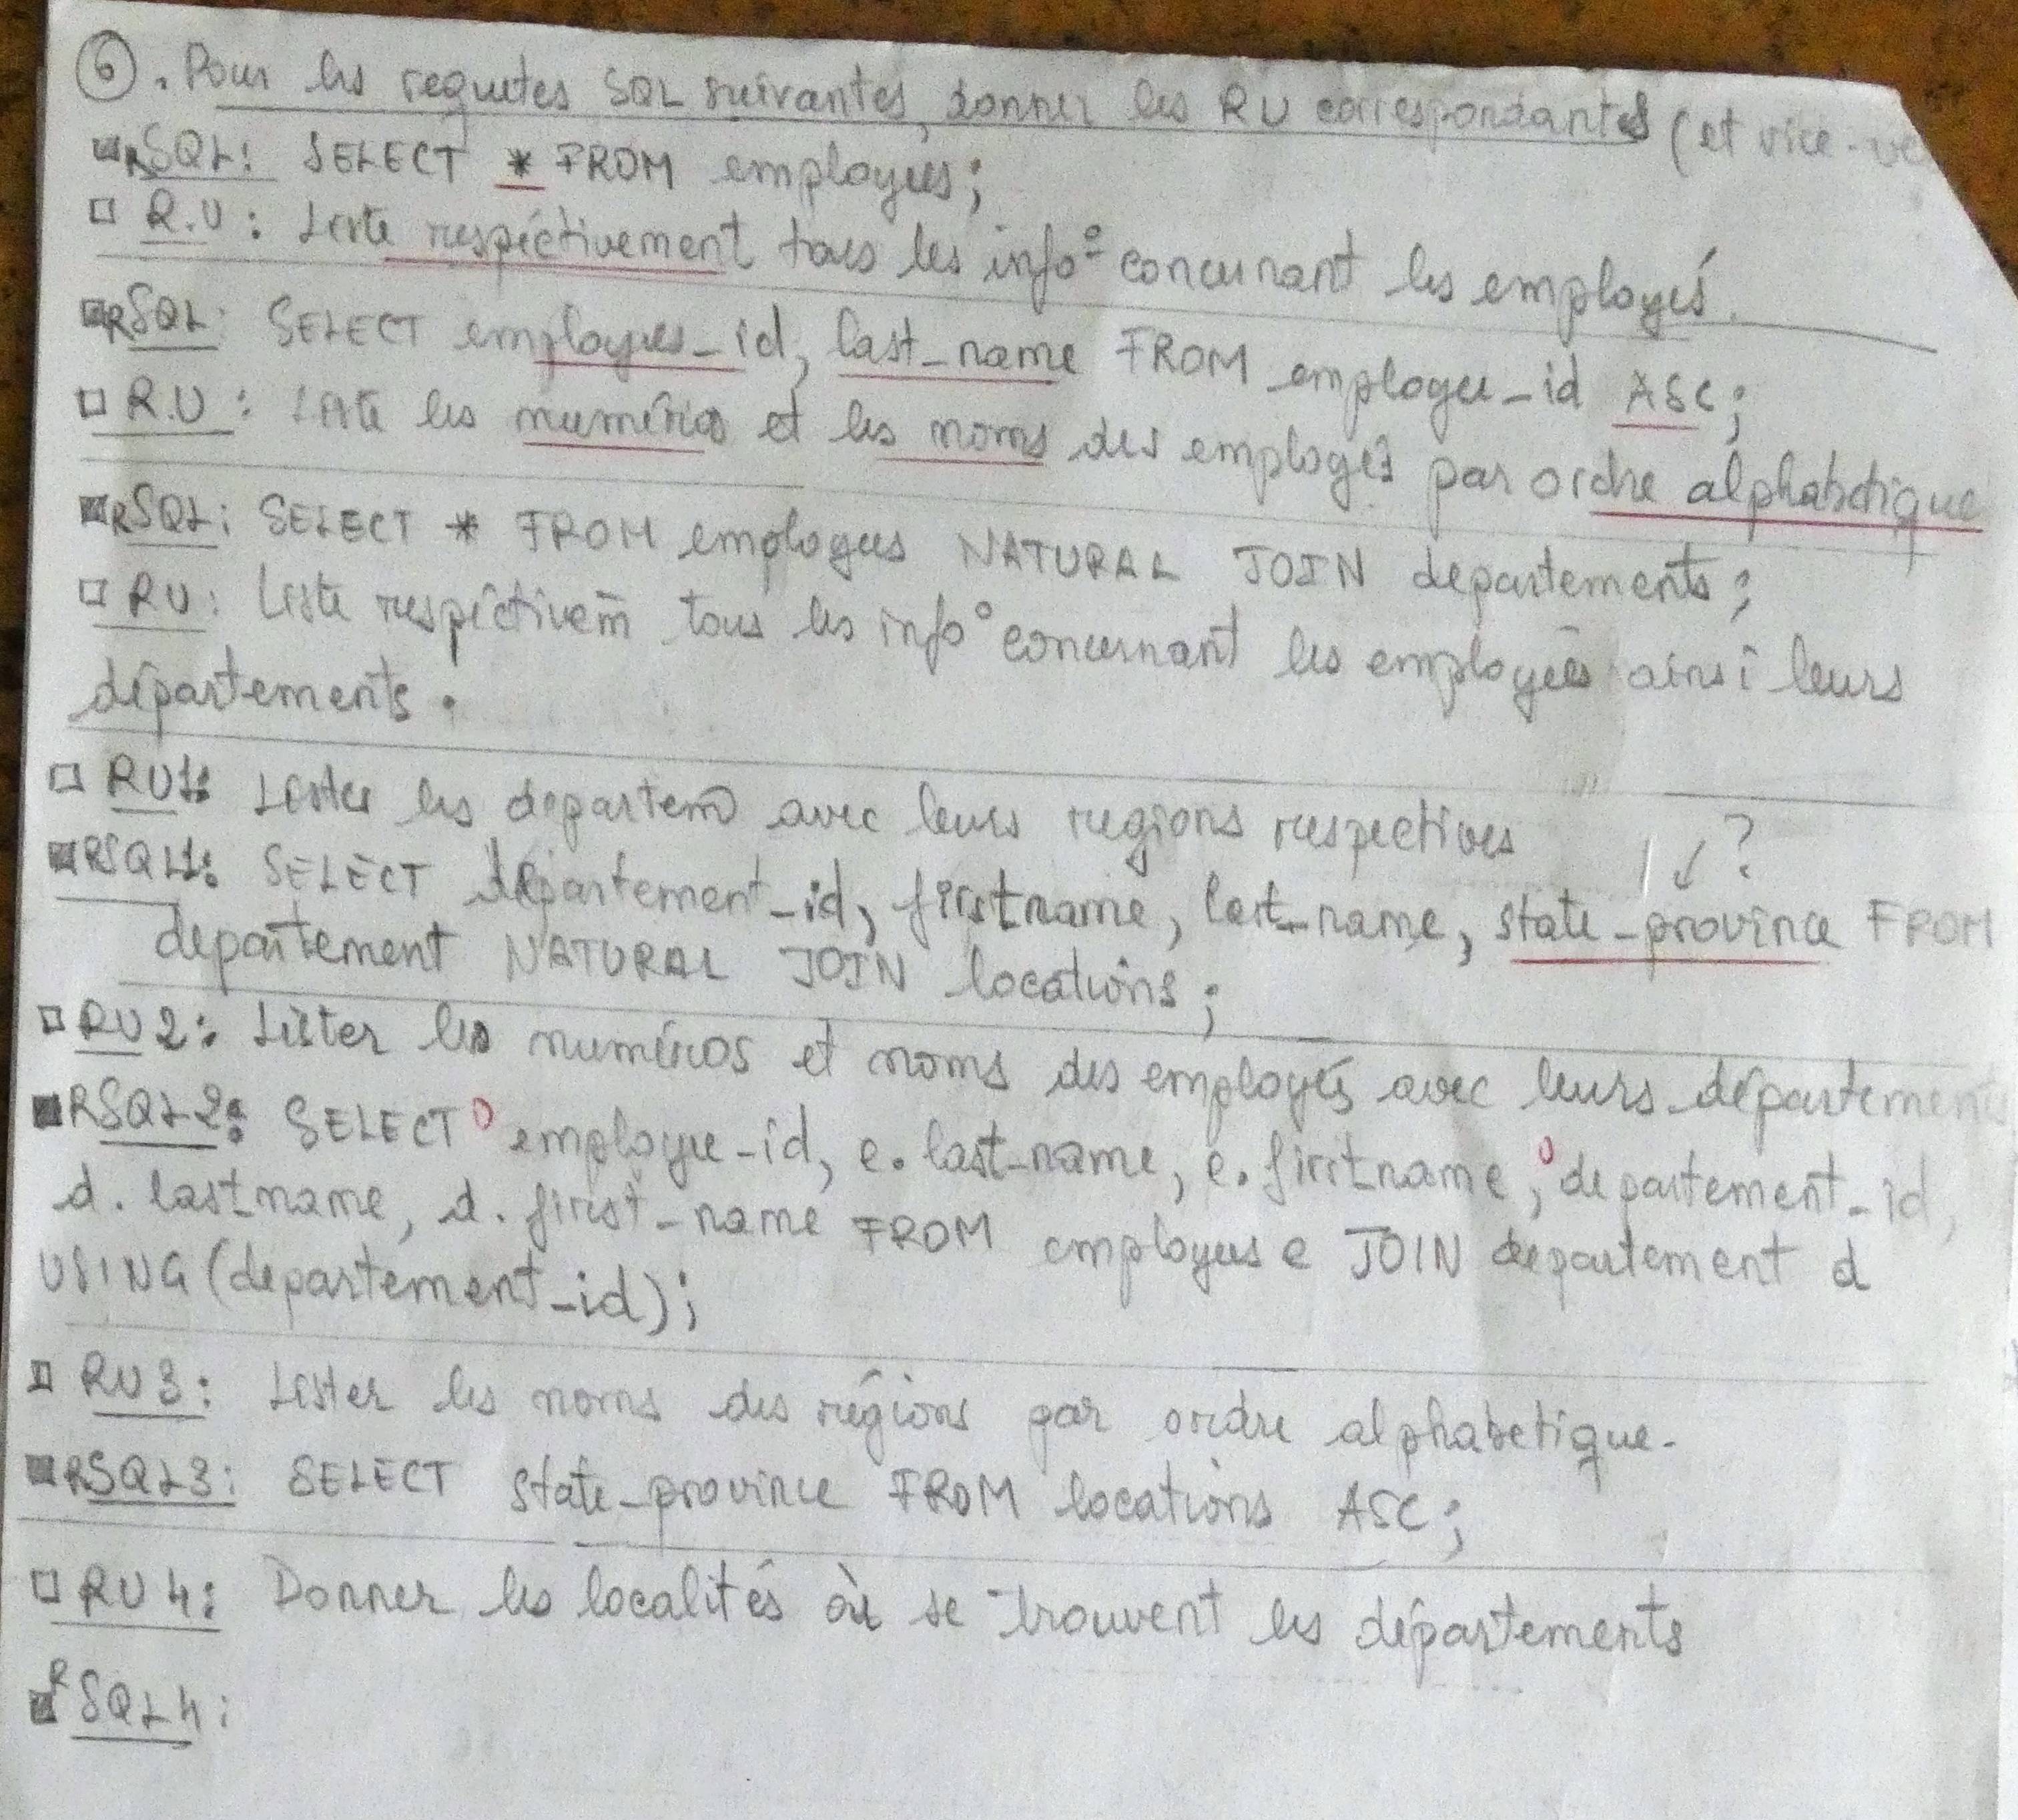 6. Pour les requetes SQL suivantes, donner les RU correspondants (et vice-ve
RSQL: SELECT * FROM employees;
R.U: Liste respéctivement tous les info° concernant les employés.
RSQL: SELECT employees_id, last_name FROM employee_id ASC;
R.U: Liste les numéros et les noms des employés par ordre alphabetique
RSQL: SELECT * FROM employees NATURAL JOIN departements;
RU: Liste respéctivem̄ tous les info° concernant les employées ainsi leurs
départements.
RU1: Lister les departem avec leurs regions respectives
?
RSQL1: SELECT departement_id, firstname, last_name, state_province FROM
departement NATURAL JOIN locations;
RU2: Lister les numéros et noms des employés avec leurs départements
RSQL2: SELECT employee_id, e.last_name, e.firstname, departement_id,
d.lastname, d.first_name FROM employees e JOIN departement d
USING(departement_id);
RU3: Lister les noms des régions par ordre alphabetique.
RSQL3: SELECT state_province FROM locations ASC;
RU4: Donner les localités où se trouvent les départements
RSQL4: